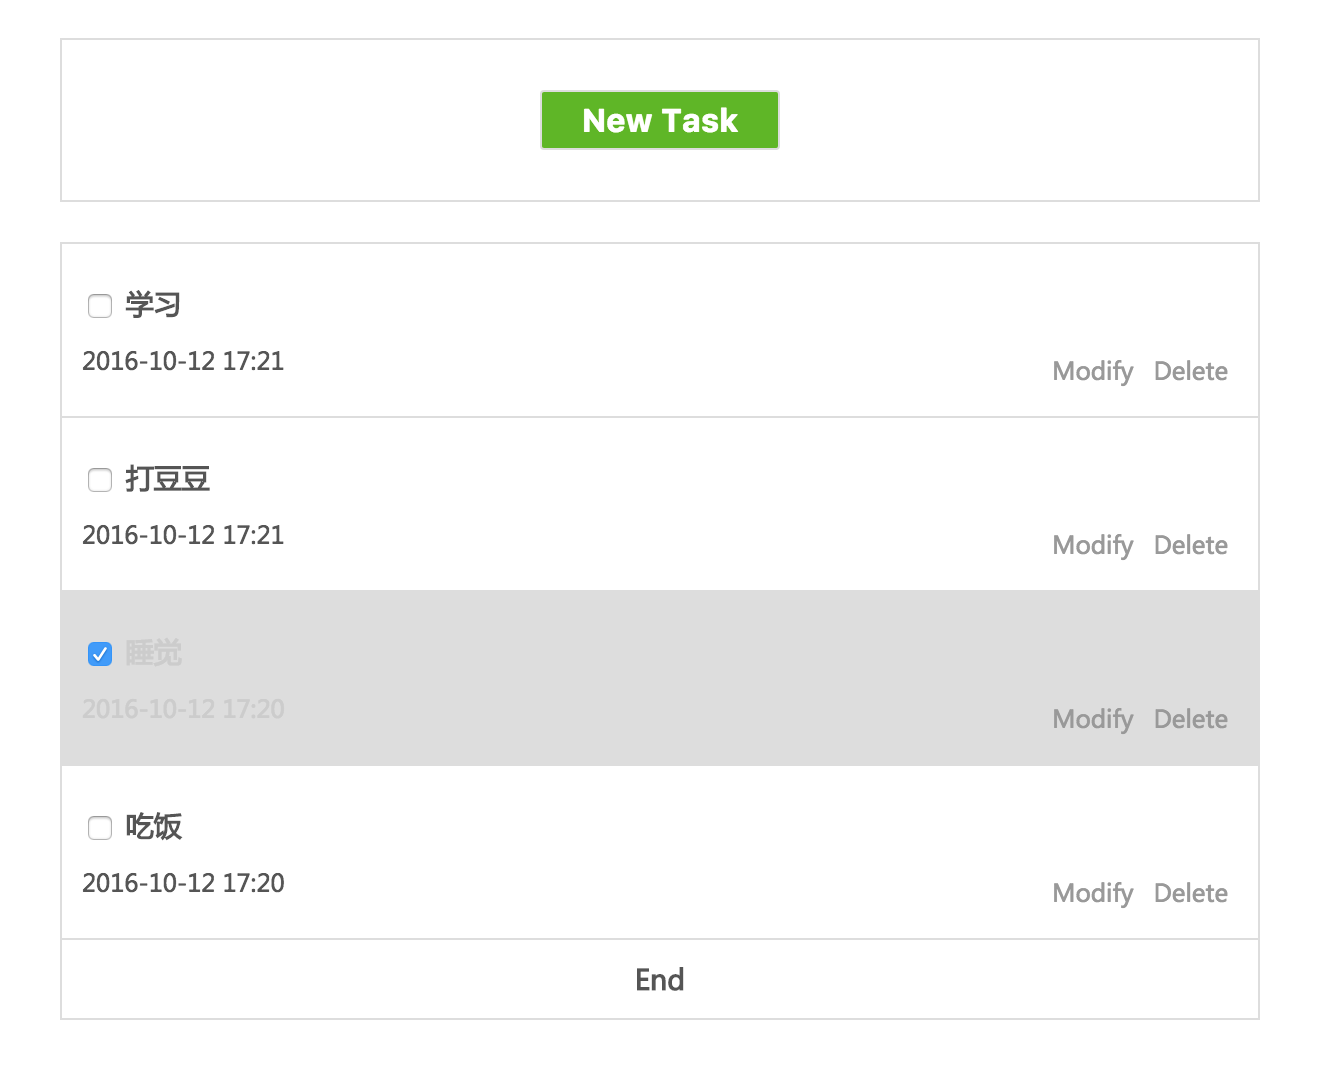 New Task
学习
2016-10-12 17:21
Modify Delete
打豆豆
2016-10-12 17:21
Modify Delete
睡觉
2016-10-12 17:20
Modify Delete
吃饭
2016-10-12 17:20
Modify Delete
End